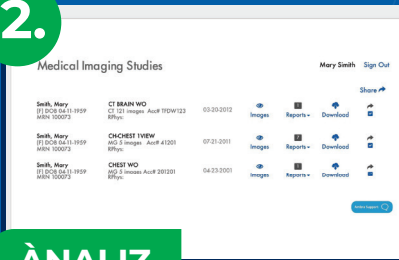 2.
Medical Imaging Studies
Mary Simith Sign Out
Share
Smith, Mary CT BRAIN WO 03-20-2012
[F] DOB 04-11-1959 CT 121 images Acc# TFDW123
MRN 100073 RPhys:
Images Reports Download
Smith, Mary CH-CHEST 1VIEW 07-21-2011
[F] DOB 04-11-1959 MG 5 images Acc# 41201
MRN 100073 RPhys:
Images Reports Download
Smith, Mary CHEST WO 04-23-2001
[F] DOB 04-11-1959 MG 5 images Acc# 201201
MRN 100073 RPhys:
Images Reports Download
ÀNALIZ